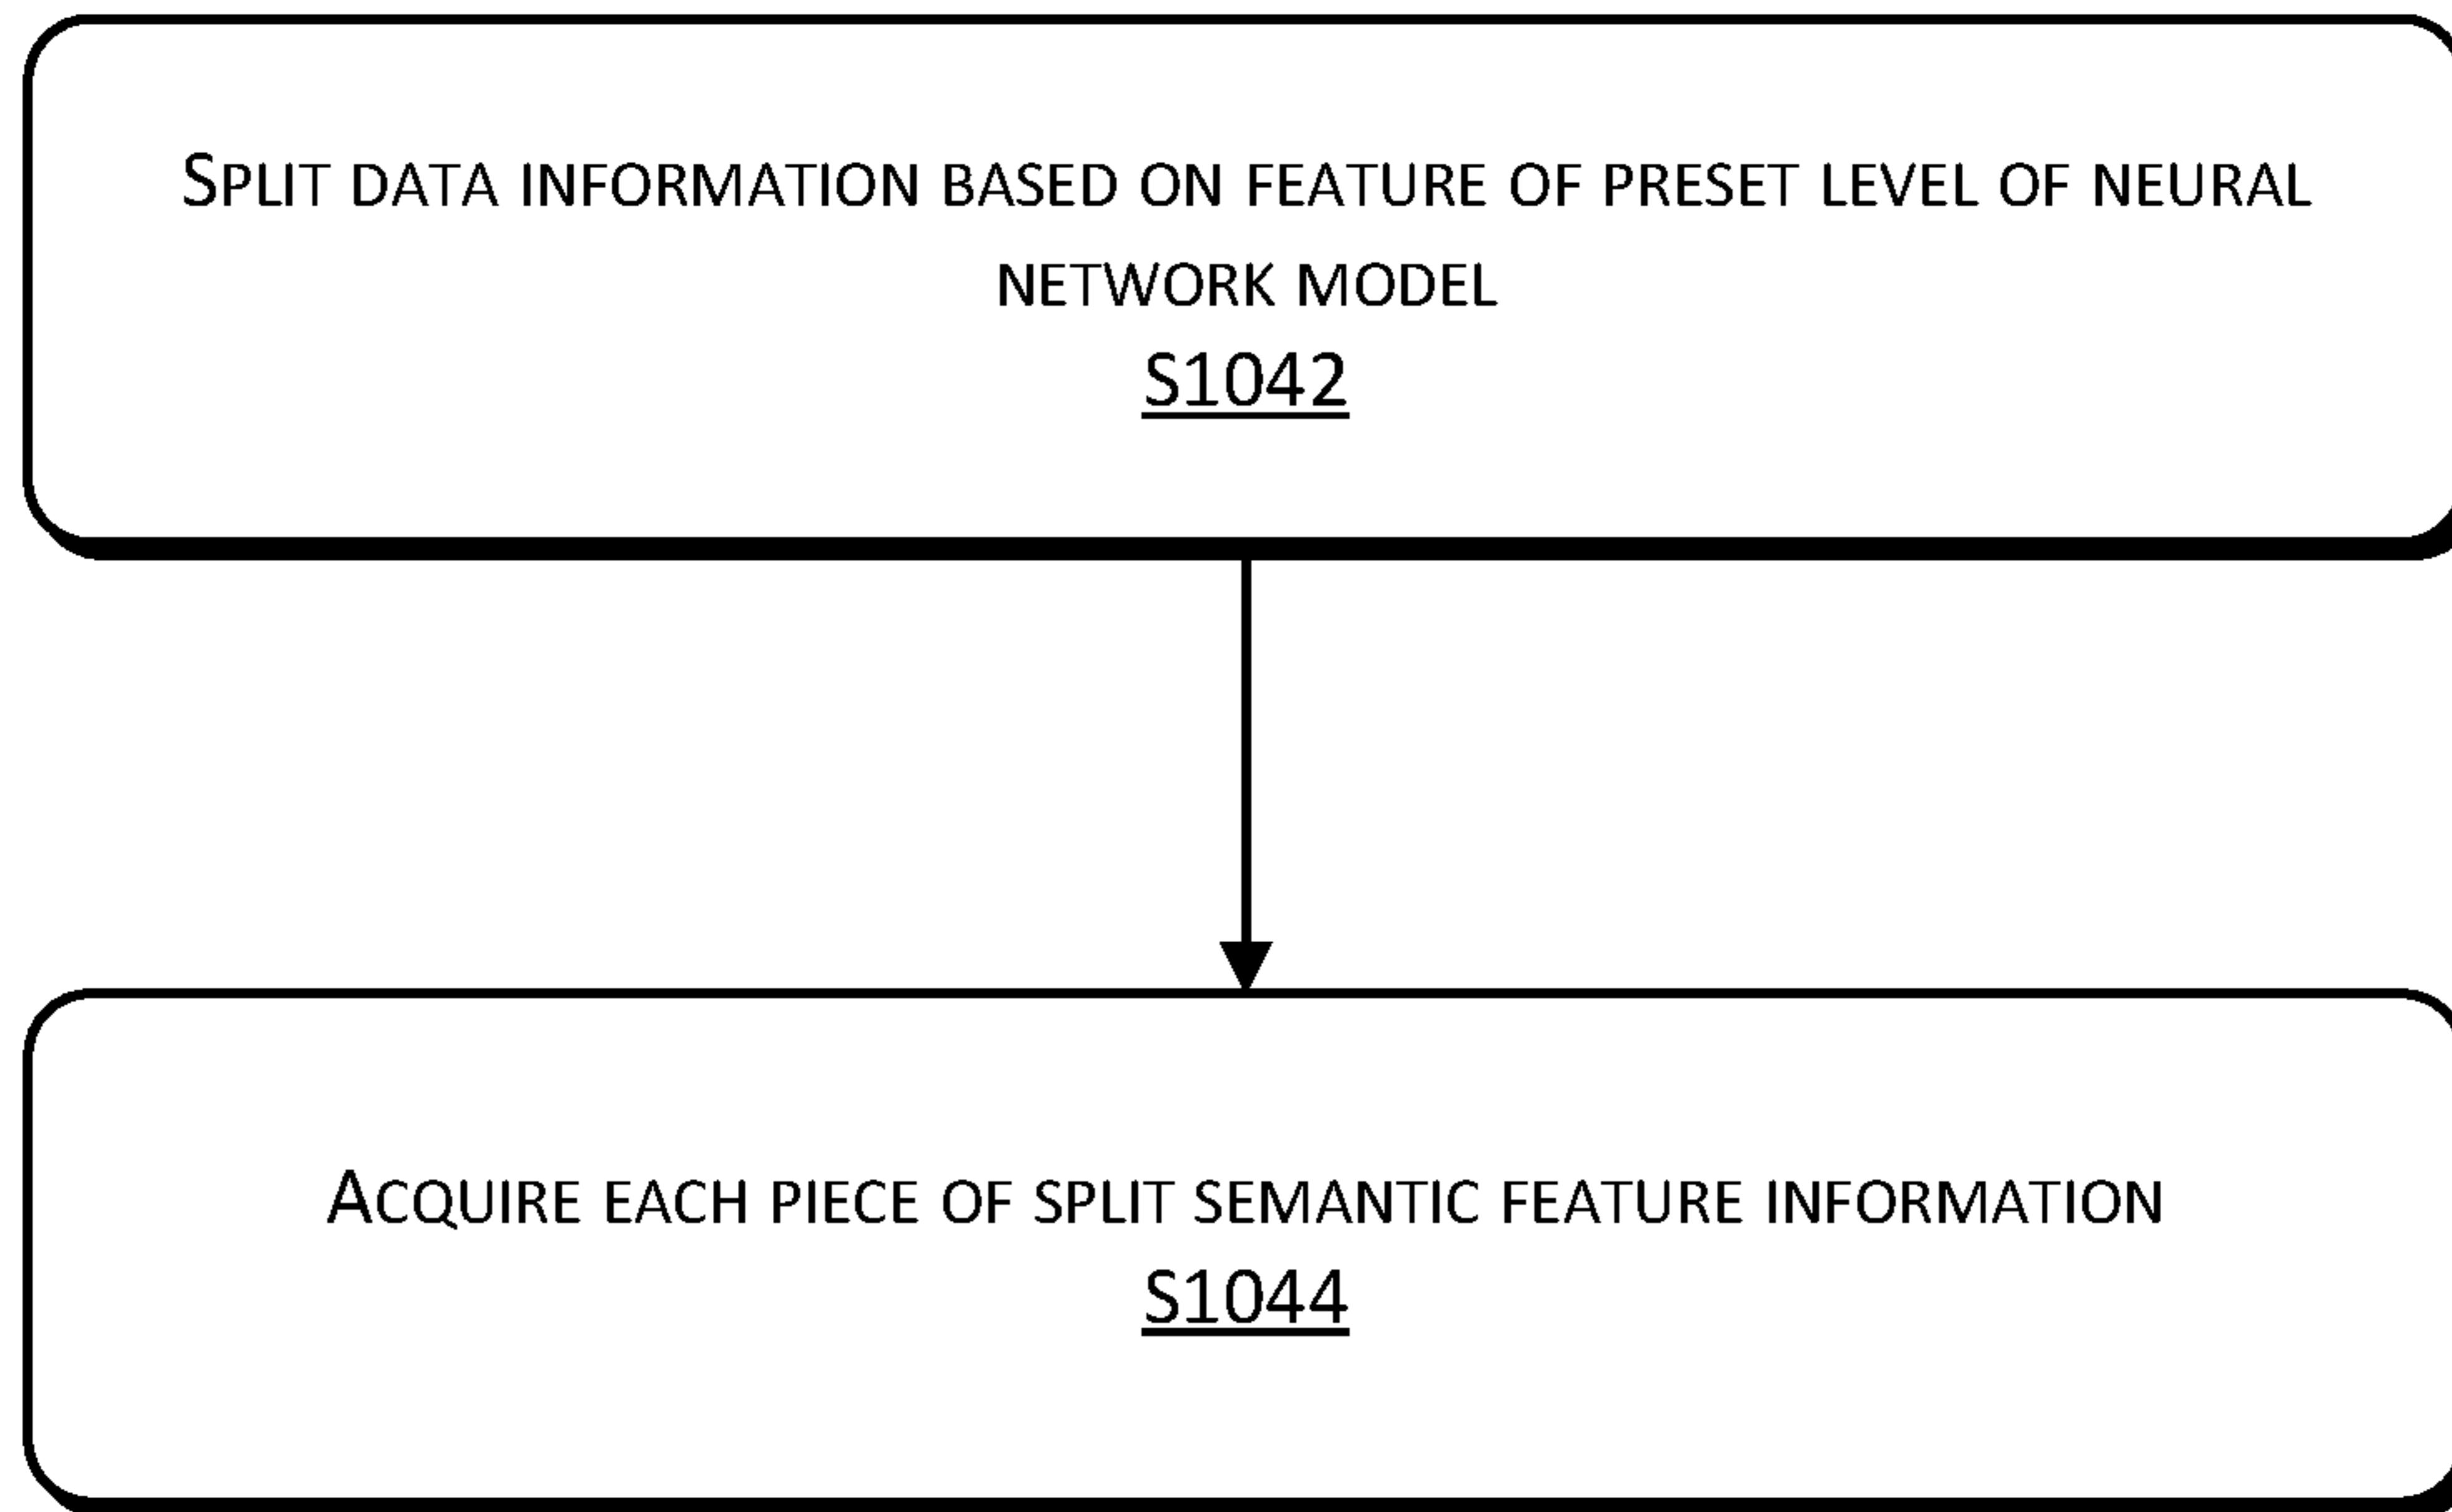 Split data information based on feature of preset level of neural
network model
S1042
Acquire each piece of split semantic feature information
S1044